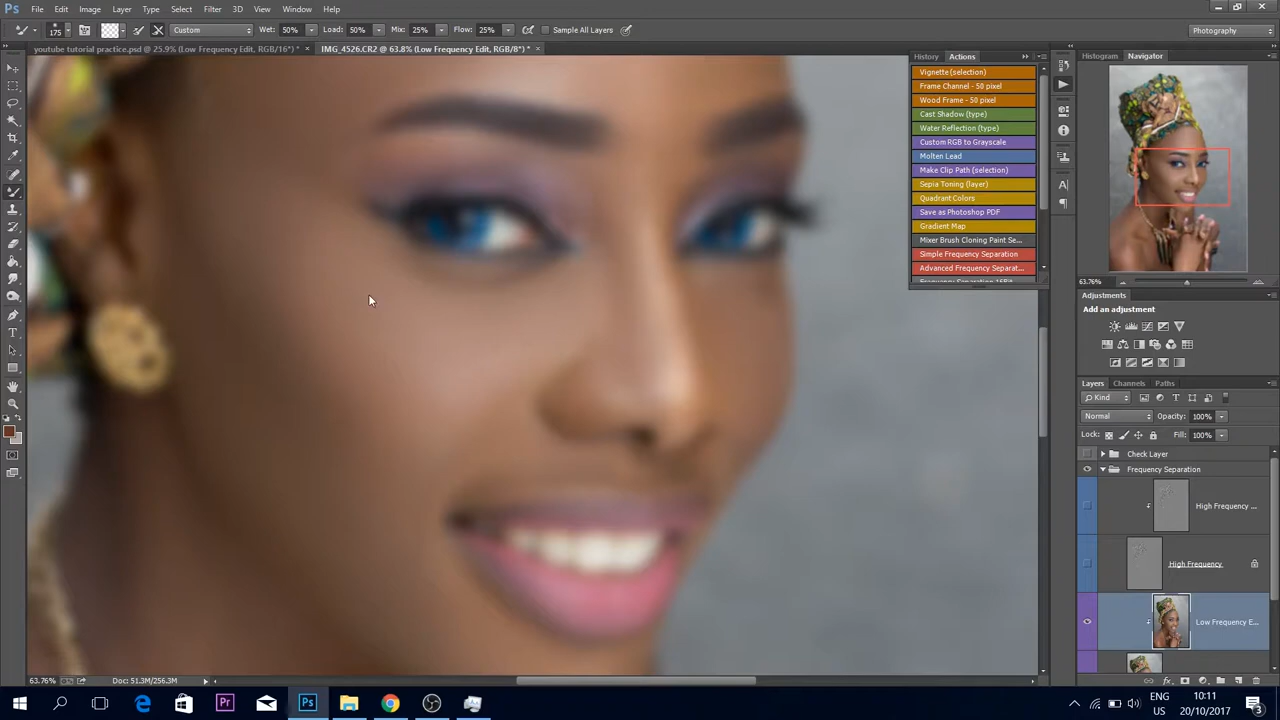 Ps File Edit Image Layer Type Select Filter 3D View Window Help
175 Custom Wet: 50% Load: 50% Mix: 25% Flow: 25% Sample All Layers Photography
youtube tutorial practice.psd @ 25.9% (Low Frequency Edit, RGB/16*) * × IMG_4526.CR2 @ 63.8% (Low Frequency Edit, RGB/8*) * ×
History Actions
Histogram Navigator
Vignette (selection)
Frame Channel - 50 pixel
Wood Frame - 50 pixel
Cast Shadow (type)
Water Reflection (type)
Custom RGB to Grayscale
Molten Lead
Make Clip Path (selection)
Sepia Toning (layer)
Quadrant Colors
Save as Photoshop PDF
Gradient Map
Mixer Brush Cloning Paint Se...
Simple Frequency Separation
Advanced Frequency Separat...
63.76%
Adjustments
Add an adjustment
Layers Channels Paths
Kind
Normal Opacity: 100%
Lock: Fill: 100%
Check Layer
Frequency Separation
High Frequency ...
High Frequency
Low Frequency E...
63.76% Doc: 51.3M/256.3M
ENG
US
10:11
20/10/2017
3